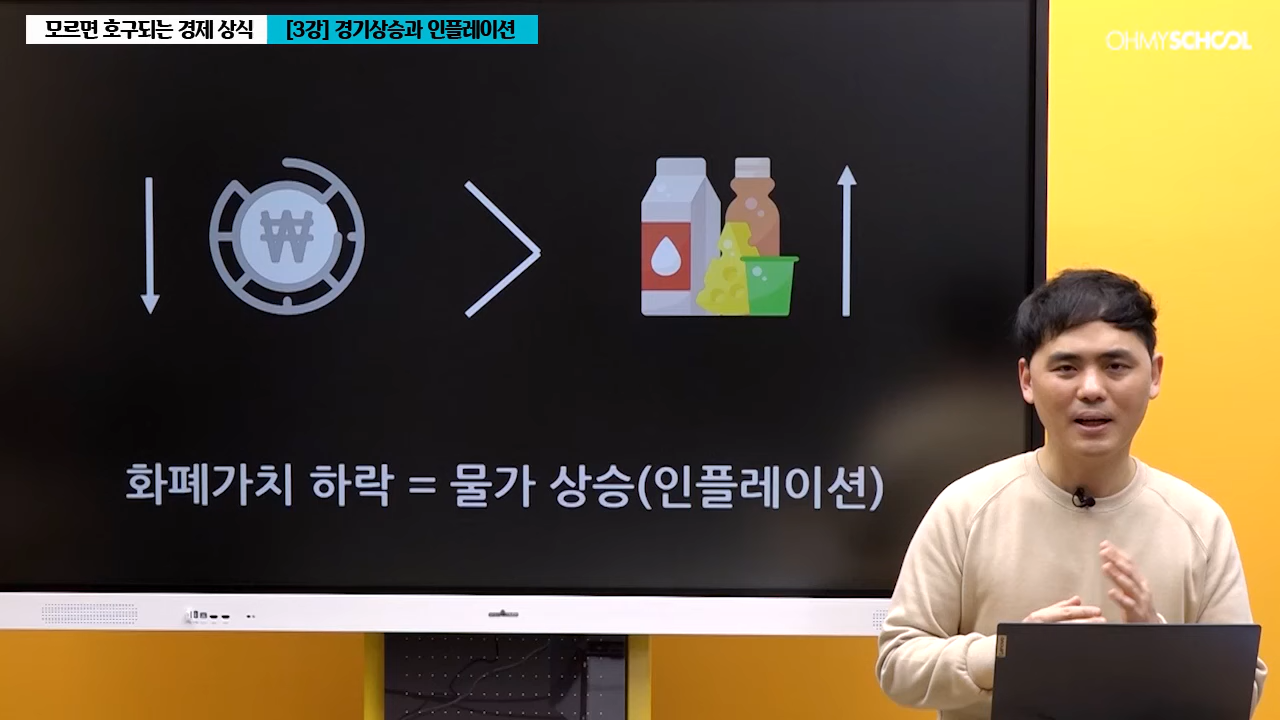 모르면 호구되는 경제 상식
[3강] 경기상승과 인플레이션
OHMYSCHOOL
₩
화폐가치 하락 = 물가 상승(인플레이션)